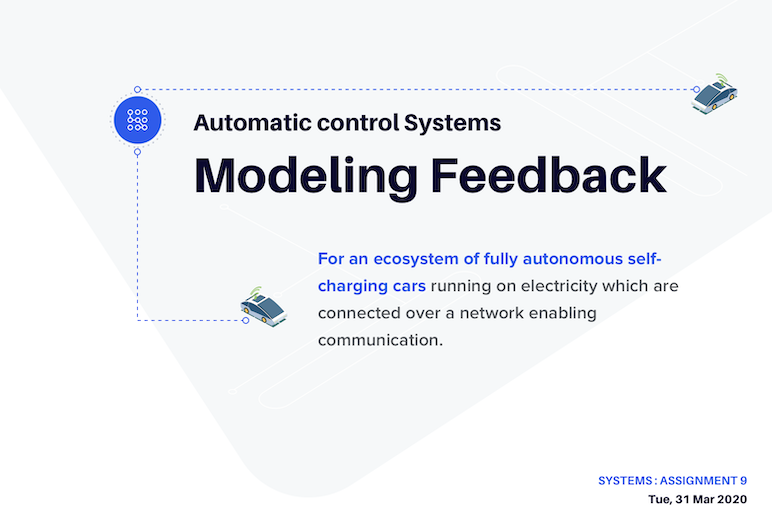 Automatic control Systems
Modeling Feedback
For an ecosystem of fully autonomous self-
charging cars running on electricity which are
connected over a network enabling
communication.
SYSTEMS : ASSIGNMENT 9
Tue, 31 Mar 2020